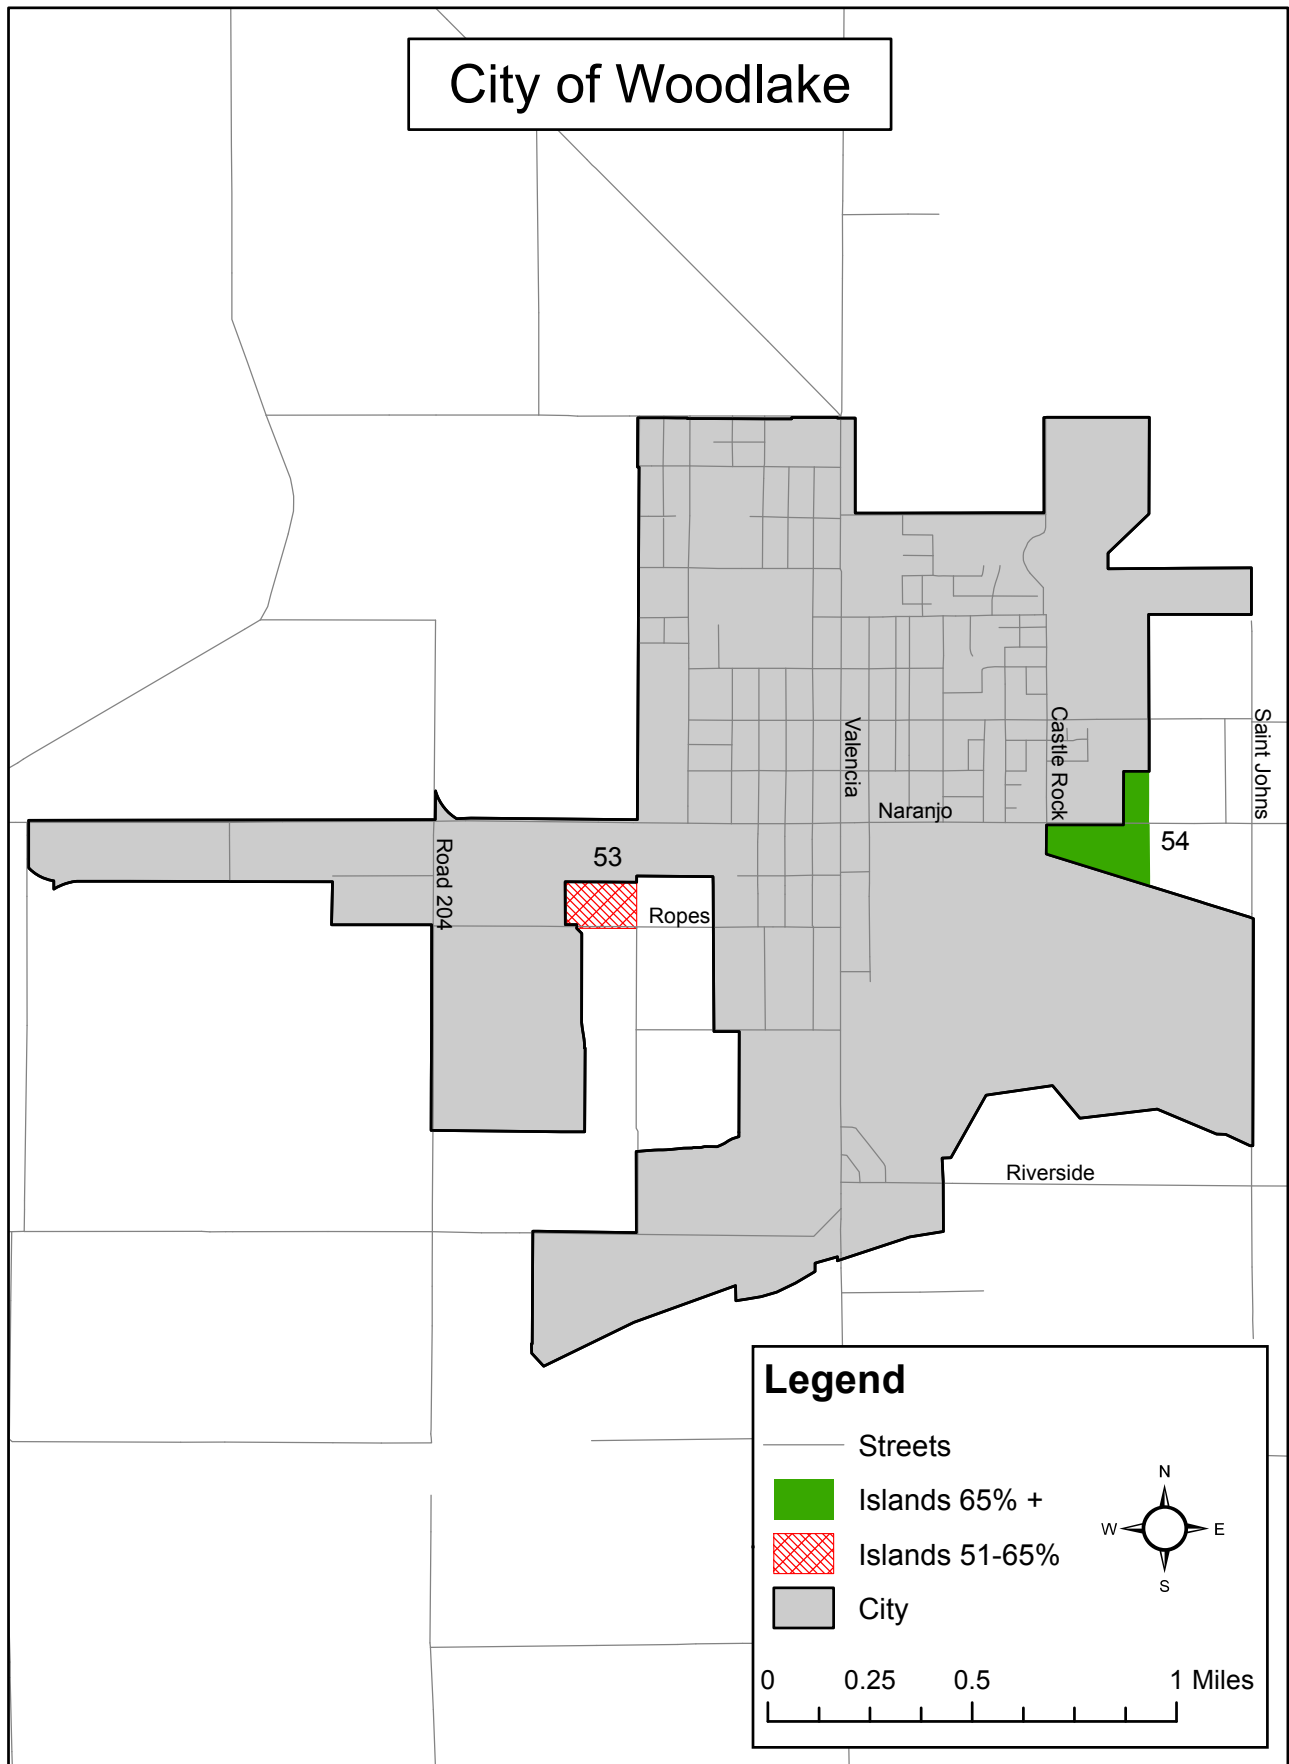 City of Woodlake
Valencia
Castle Rock
Saint Johns
Naranjo
Road 204
53
54
Ropes
Riverside
Legend
Streets
Islands 65% +
Islands 51-65%
City
N
W E
S
0 0.25 0.5 1 Miles